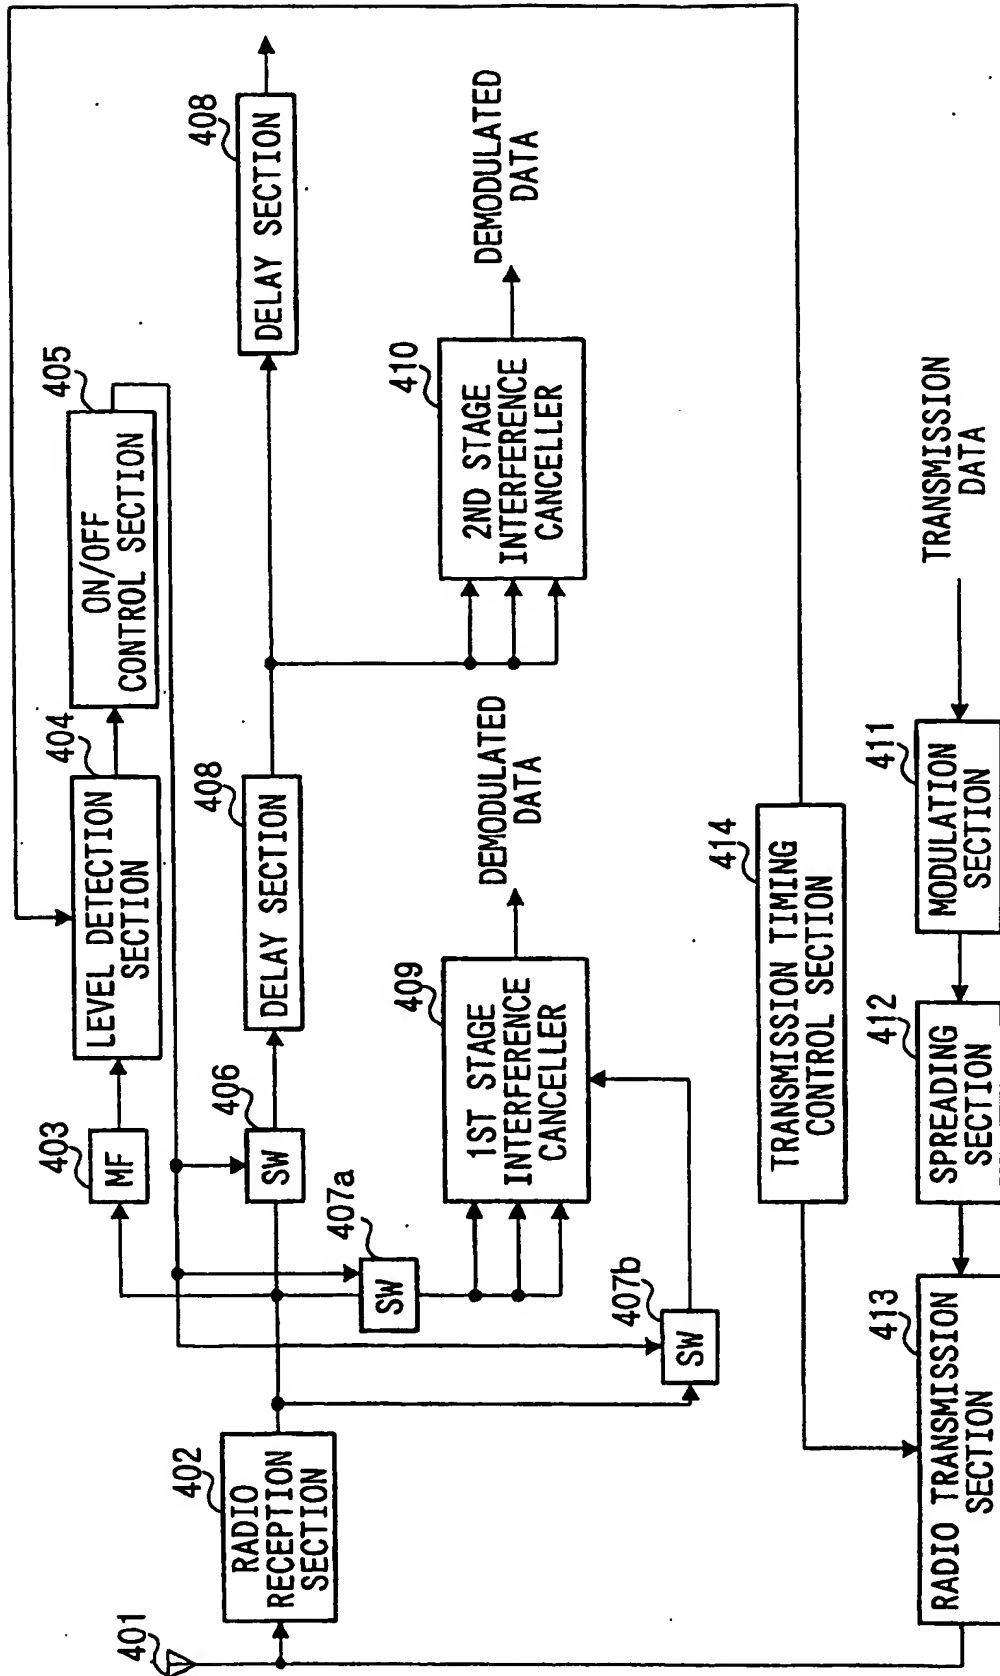 401
402
RADIO
RECEPTION
SECTION
403
MF
404
LEVEL DETECTION
SECTION
405
ON/OFF
CONTROL SECTION
406
SW
408
DELAY SECTION
408
DELAY SECTION
407a
SW
407b
SW
409
1ST STAGE
INTERFERENCE
CANCELLER
DEMODULATED
DATA
410
2ND STAGE
INTERFERENCE
CANCELLER
DEMODULATED
DATA
414
TRANSMISSION TIMING
CONTROL SECTION
413
RADIO TRANSMISSION
SECTION
412
SPREADING
SECTION
411
MODULATION
SECTION
TRANSMISSION
DATA